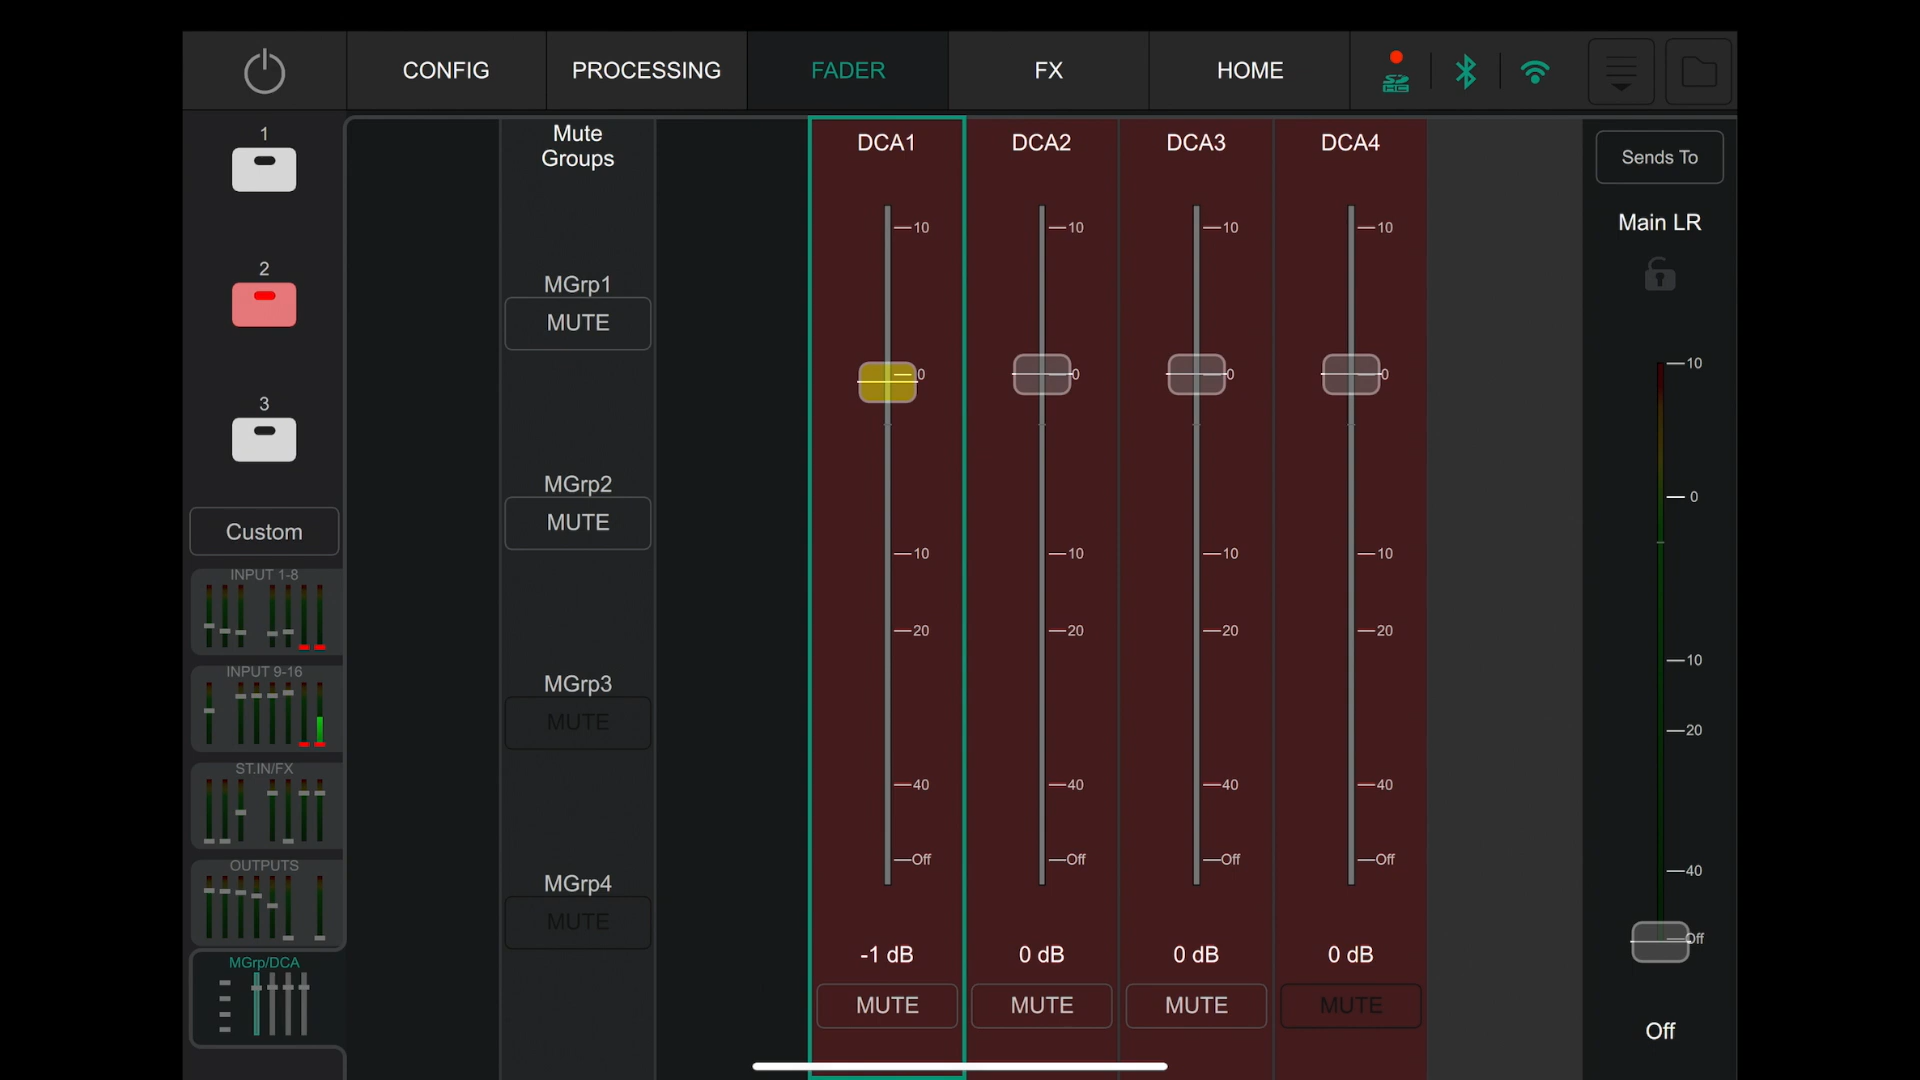 CONFIG
PROCESSING
FADER
FX
HOME
SD
HC
1
2
3
Custom
INPUT 1-8
INPUT 9-16
ST.IN/FX
OUTPUTS
MGrp/DCA
Mute
Groups
MGrp1
MUTE
MGrp2
MUTE
MGrp3
MUTE
MGrp4
MUTE
DCA1
10
0
10
20
40
Off
-1 dB
MUTE
DCA2
10
0
10
20
40
Off
0 dB
MUTE
DCA3
10
0
10
20
40
Off
0 dB
MUTE
DCA4
10
0
10
20
40
Off
0 dB
MUTE
Sends To
Main LR
10
0
10
20
40
Off
Off